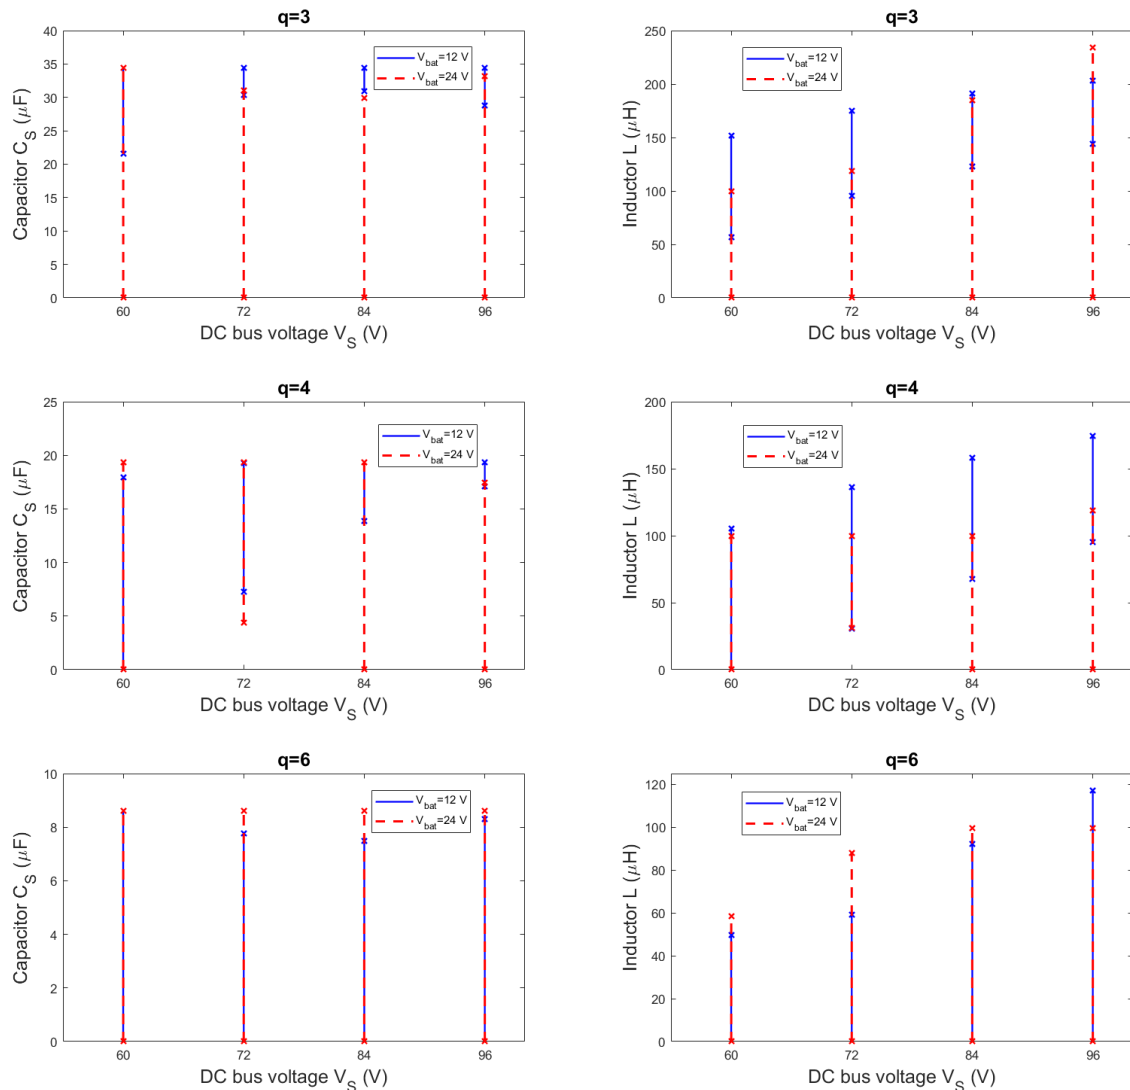 q=3
Capacitor C_S (μF)
40
35
30
25
20
15
10
5
0
V_bat=12 V
V_bat=24 V
60 72 84 96
DC bus voltage V_S (V)
q=3
Inductor L (μH)
250
200
150
100
50
0
V_bat=12 V
V_bat=24 V
60 72 84 96
DC bus voltage V_S (V)
q=4
Capacitor C_S (μF)
25
20
15
10
5
0
V_bat=12 V
V_bat=24 V
60 72 84 96
DC bus voltage V_S (V)
q=4
Inductor L (μH)
200
150
100
50
0
V_bat=12 V
V_bat=24 V
60 72 84 96
DC bus voltage V_S (V)
q=6
Capacitor C_S (μF)
10
8
6
4
2
0
V_bat=12 V
V_bat=24 V
60 72 84 96
DC bus voltage V_S (V)
q=6
Inductor L (μH)
120
100
80
60
40
20
0
V_bat=12 V
V_bat=24 V
60 72 84 96
DC bus voltage V_S (V)